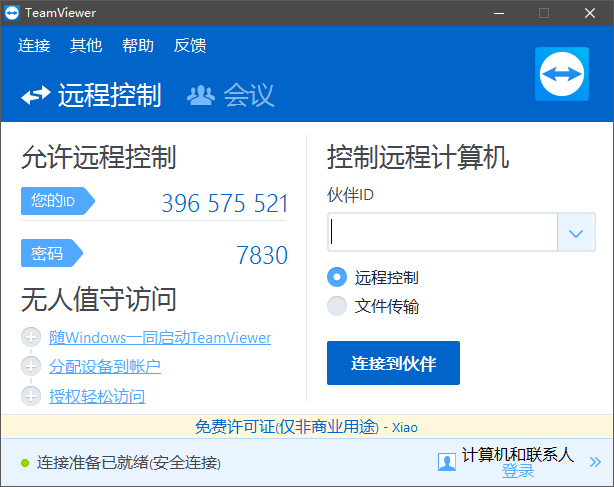 TeamViewer
连接 其他 帮助 反馈
远程控制 会议
允许远程控制
您的ID 396 575 521
密码 7830
无人值守访问
随Windows一同启动TeamViewer
分配设备到帐户
授权轻松访问
控制远程计算机
伙伴ID
远程控制
文件传输
连接到伙伴
免费许可证(仅非商业用途) - Xiao
连接准备已就绪(安全连接)
计算机和联系人
登录